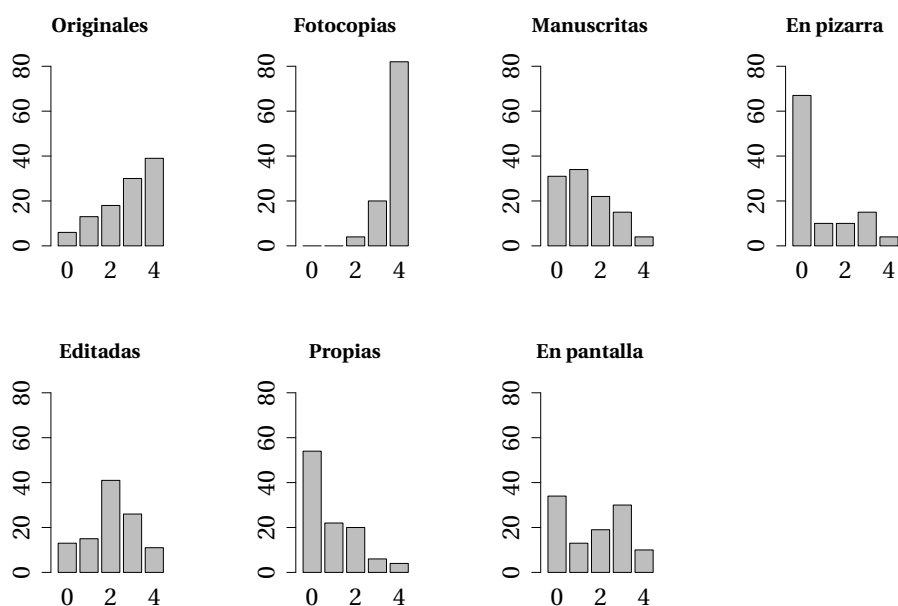 Originales Fotocopias Manuscritas En pizarra
80 80 80 80
60 60 60 60
40 40 40 40
20 20 20 20
0 0 0 0
0 2 4 0 2 4 0 2 4 0 2 4
Editadas Propias En pantalla
80 80 80
60 60 60
40 40 40
20 20 20
0 0 0
0 2 4 0 2 4 0 2 4